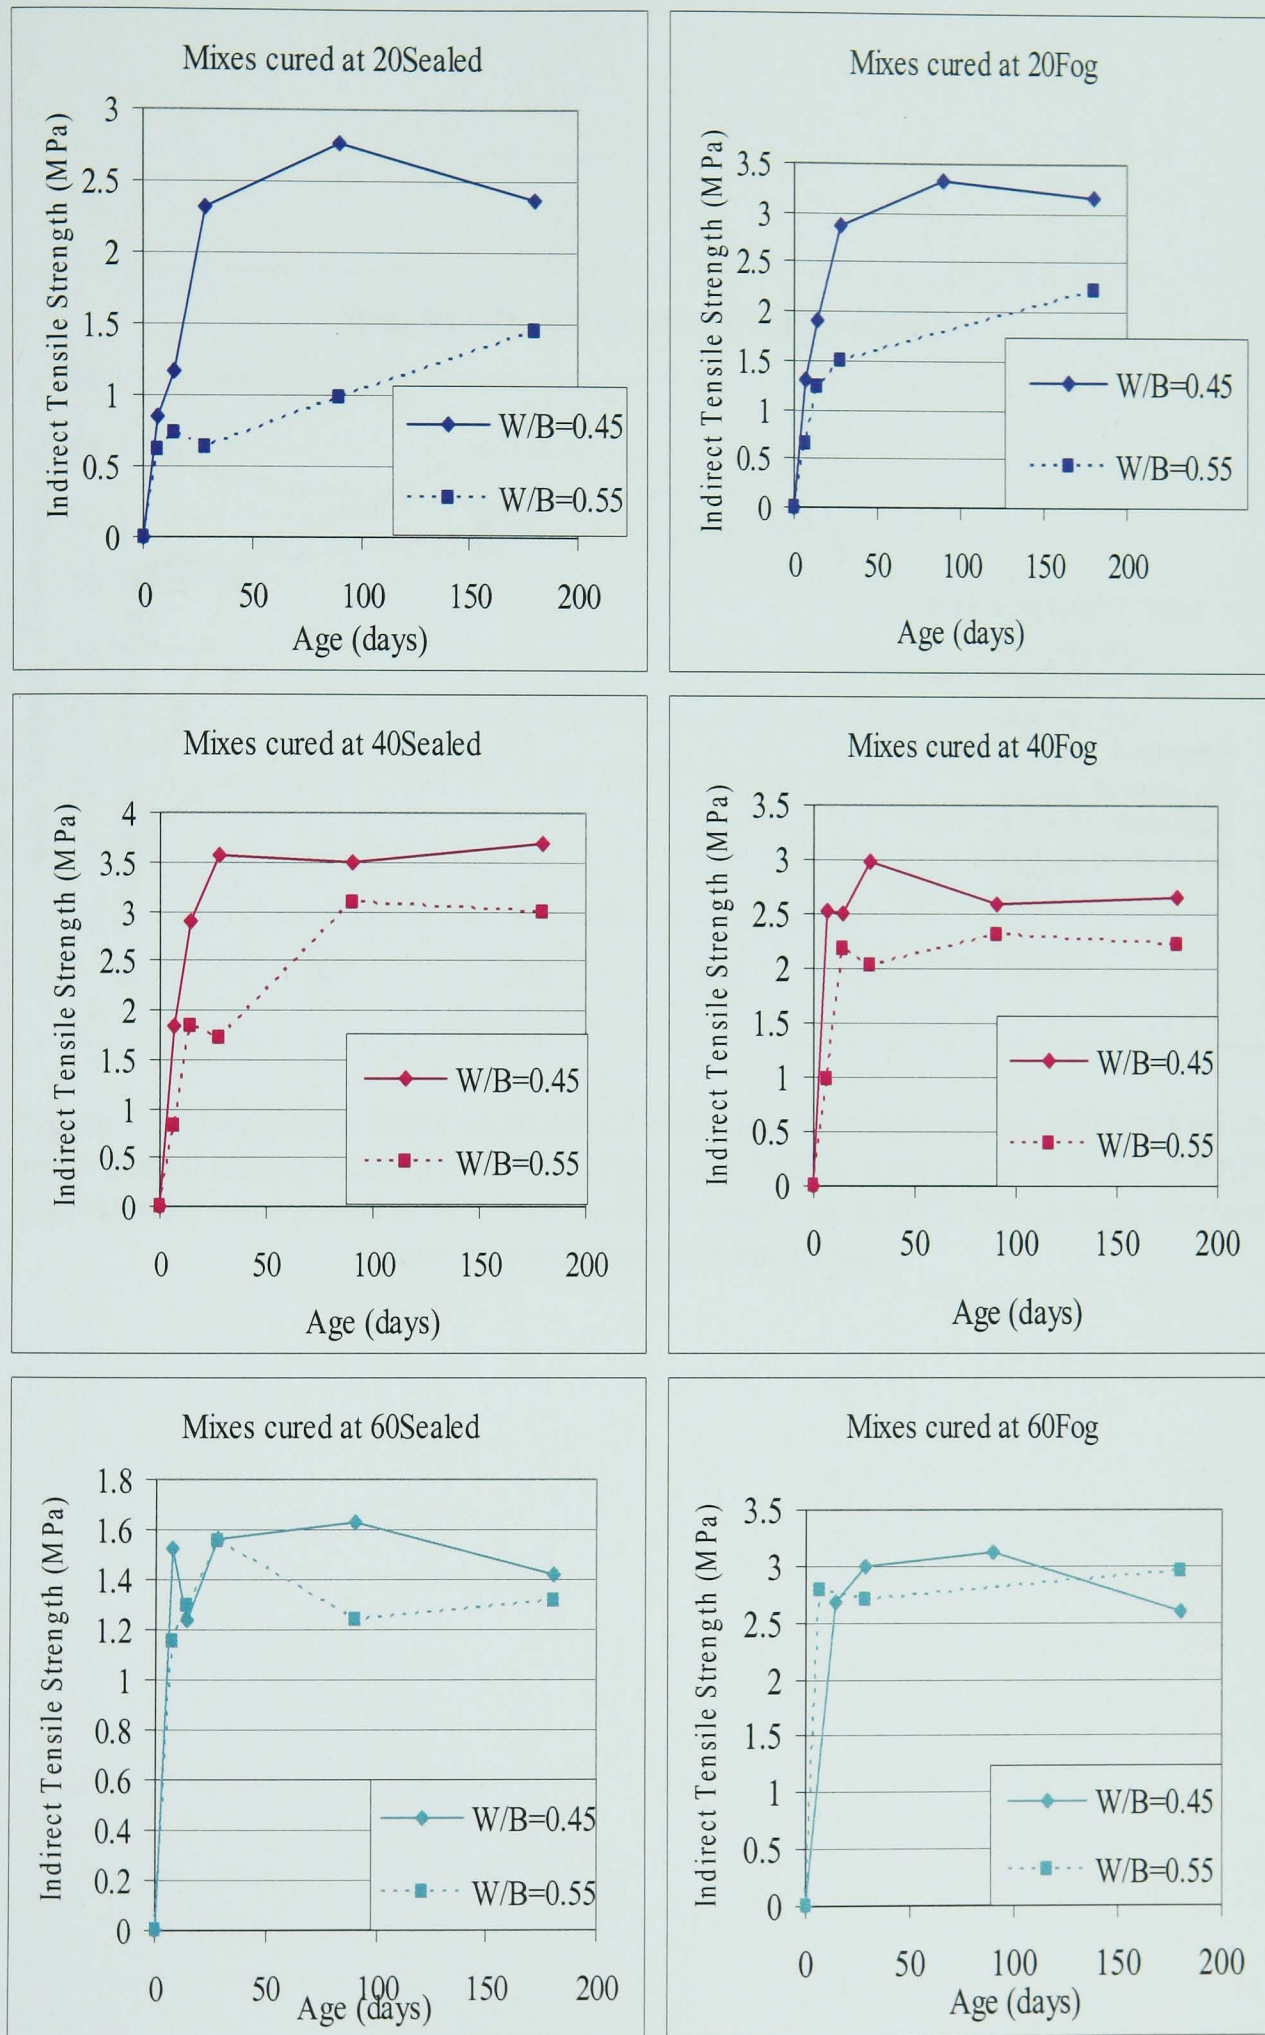 Mixes cured at 20Sealed
Indirect Tensile Strength (MPa)
3
2.5
2
1.5
1
0.5
0
0 50 100 150 200
Age (days)
W/B=0.45
W/B=0.55
Mixes cured at 20Fog
Indirect Tensile Strength (MPa)
3.5
3
2.5
2
1.5
1
0.5
0
0 50 100 150 200
Age (days)
W/B=0.45
W/B=0.55
Mixes cured at 40Sealed
Indirect Tensile Strength (MPa)
4
3.5
3
2.5
2
1.5
1
0.5
0
0 50 100 150 200
Age (days)
W/B=0.45
W/B=0.55
Mixes cured at 40Fog
Indirect Tensile Strength (MPa)
3.5
3
2.5
2
1.5
1
0.5
0
0 50 100 150 200
Age (days)
W/B=0.45
W/B=0.55
Mixes cured at 60Sealed
Indirect Tensile Strength (MPa)
1.8
1.6
1.4
1.2
1
0.8
0.6
0.4
0.2
0
0 50 100 150 200
Age (days)
W/B=0.45
W/B=0.55
Mixes cured at 60Fog
Indirect Tensile Strength (MPa)
3.5
3
2.5
2
1.5
1
0.5
0
0 50 100 150 200
Age (days)
W/B=0.45
W/B=0.55